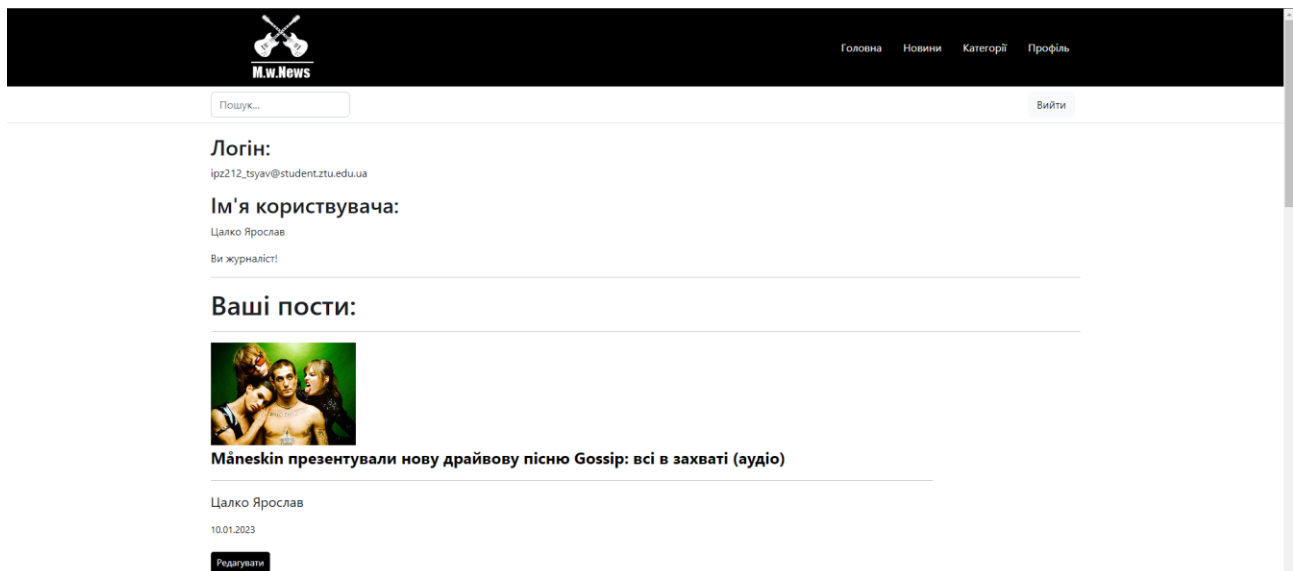 M.w.News
Головна Новини Категорії Профіль
Пошук...
Вийти
Логін:
ipz212_tsyav@student.ztu.edu.ua
Ім'я користувача:
Цалко Ярослав
Ви журналіст!
Ваші пости:
Måneskin презентували нову драйвову пісню Gossip: всі в захваті (аудіо)
Цалко Ярослав
10.01.2023
Редагувати